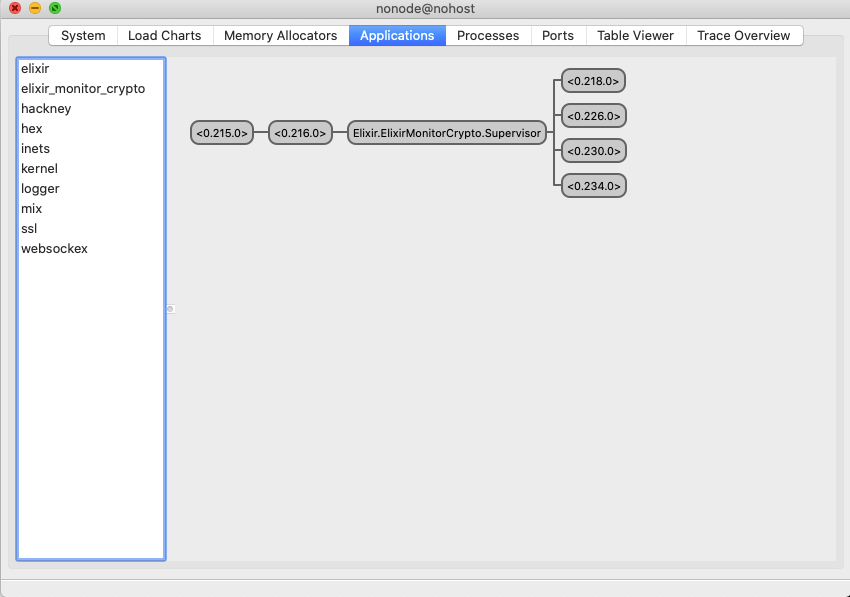 nonode@nohost
System Load Charts Memory Allocators Applications Processes Ports Table Viewer Trace Overview
elixir
elixir_monitor_crypto
hackney
hex
inets
kernel
logger
mix
ssl
websockex
<0.215.0> <0.216.0> Elixir.ElixirMonitorCrypto.Supervisor
<0.218.0>
<0.226.0>
<0.230.0>
<0.234.0>